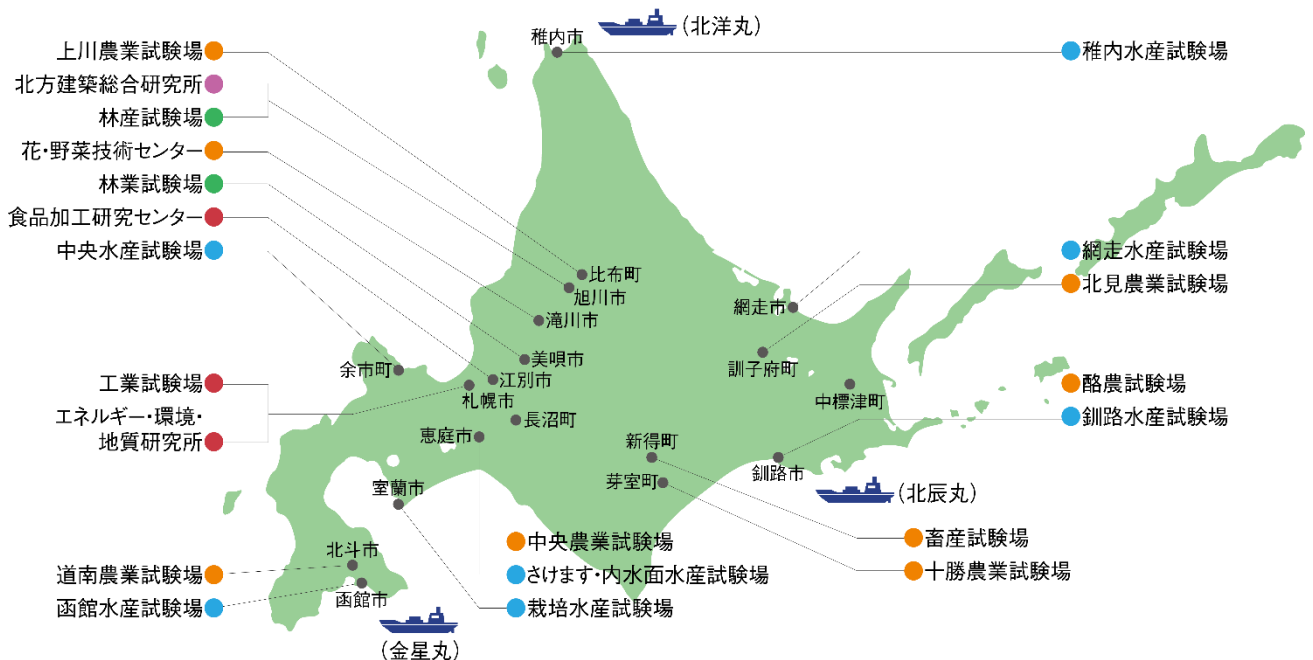 (北洋丸)
稚内市
上川農業試験場
北方建築総合研究所
林産試験場
花・野菜技術センター
林業試験場
食品加工研究センター
中央水産試験場
工業試験場
エネルギー・環境・
地質研究所
道南農業試験場
函館水産試験場
比布町
旭川市
滝川市
美唄市
江別市
札幌市
余市町
長沼町
恵庭市
室蘭市
北斗市
函館市
(金星丸)
中央農業試験場
さけます・内水面水産試験場
栽培水産試験場
網走市
訓子府町
中標津町
新得町
芽室町
釧路市
(北辰丸)
稚内水産試験場
網走水産試験場
北見農業試験場
酪農試験場
釧路水産試験場
畜産試験場
十勝農業試験場